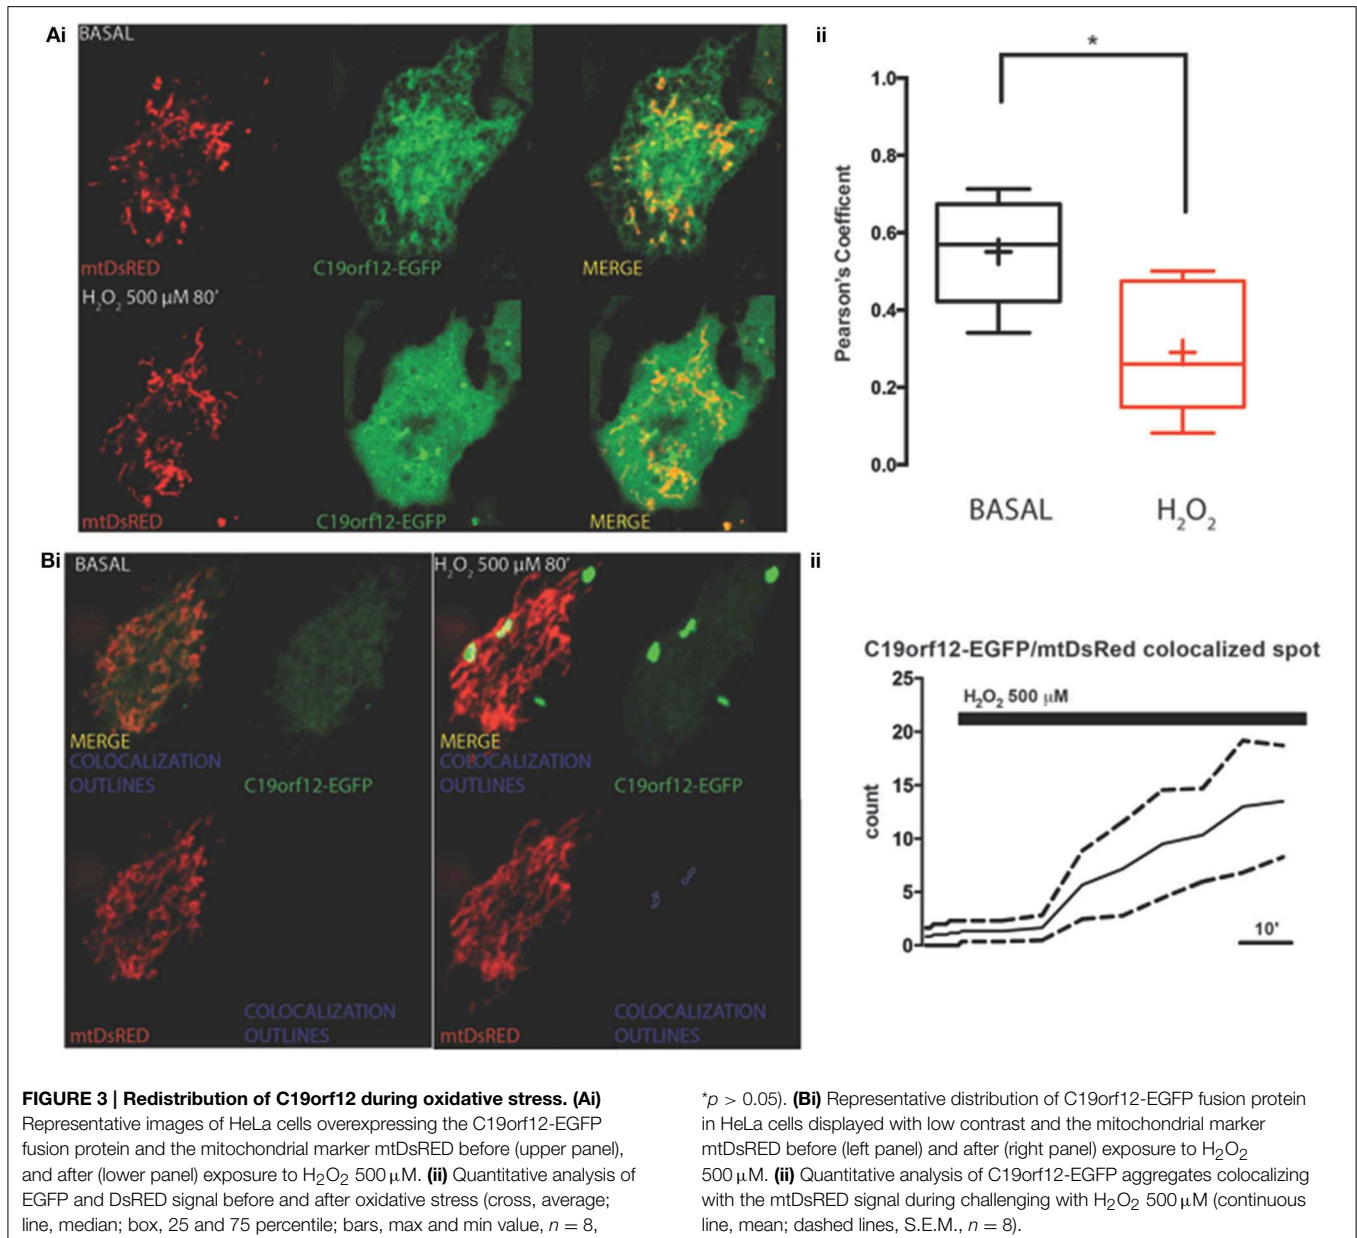 Ai
BASAL
mtDsRED
C19orf12-EGFP
MERGE
H₂O₂ 500 µM 80'
mtDsRED
C19orf12-EGFP
MERGE
ii
*
1.0
0.8
0.6
0.4
0.2
0.0
Pearson's Coefficent
BASAL
H₂O₂
Bi
BASAL
MERGE
COLOCALIZATION
OUTLINES
C19orf12-EGFP
mtDsRED
COLOCALIZATION
OUTLINES
H₂O₂ 500 µM 80'
MERGE
COLOCALIZATION
OUTLINES
C19orf12-EGFP
mtDsRED
COLOCALIZATION
OUTLINES
ii
C19orf12-EGFP/mtDsRed colocalized spot
25
20
15
10
5
0
count
H₂O₂ 500 µM
10'
FIGURE 3 | Redistribution of C19orf12 during oxidative stress. (Ai)
Representative images of HeLa cells overexpressing the C19orf12-EGFP
fusion protein and the mitochondrial marker mtDsRED before (upper panel),
and after (lower panel) exposure to H₂O₂ 500 µM. (ii) Quantitative analysis of
EGFP and DsRED signal before and after oxidative stress (cross, average;
line, median; box, 25 and 75 percentile; bars, max and min value, n = 8,
*p > 0.05). (Bi) Representative distribution of C19orf12-EGFP fusion protein
in HeLa cells displayed with low contrast and the mitochondrial marker
mtDsRED before (left panel) and after (right panel) exposure to H₂O₂
500 µM. (ii) Quantitative analysis of C19orf12-EGFP aggregates colocalizing
with the mtDsRED signal during challenging with H₂O₂ 500 µM (continuous
line, mean; dashed lines, S.E.M., n = 8).